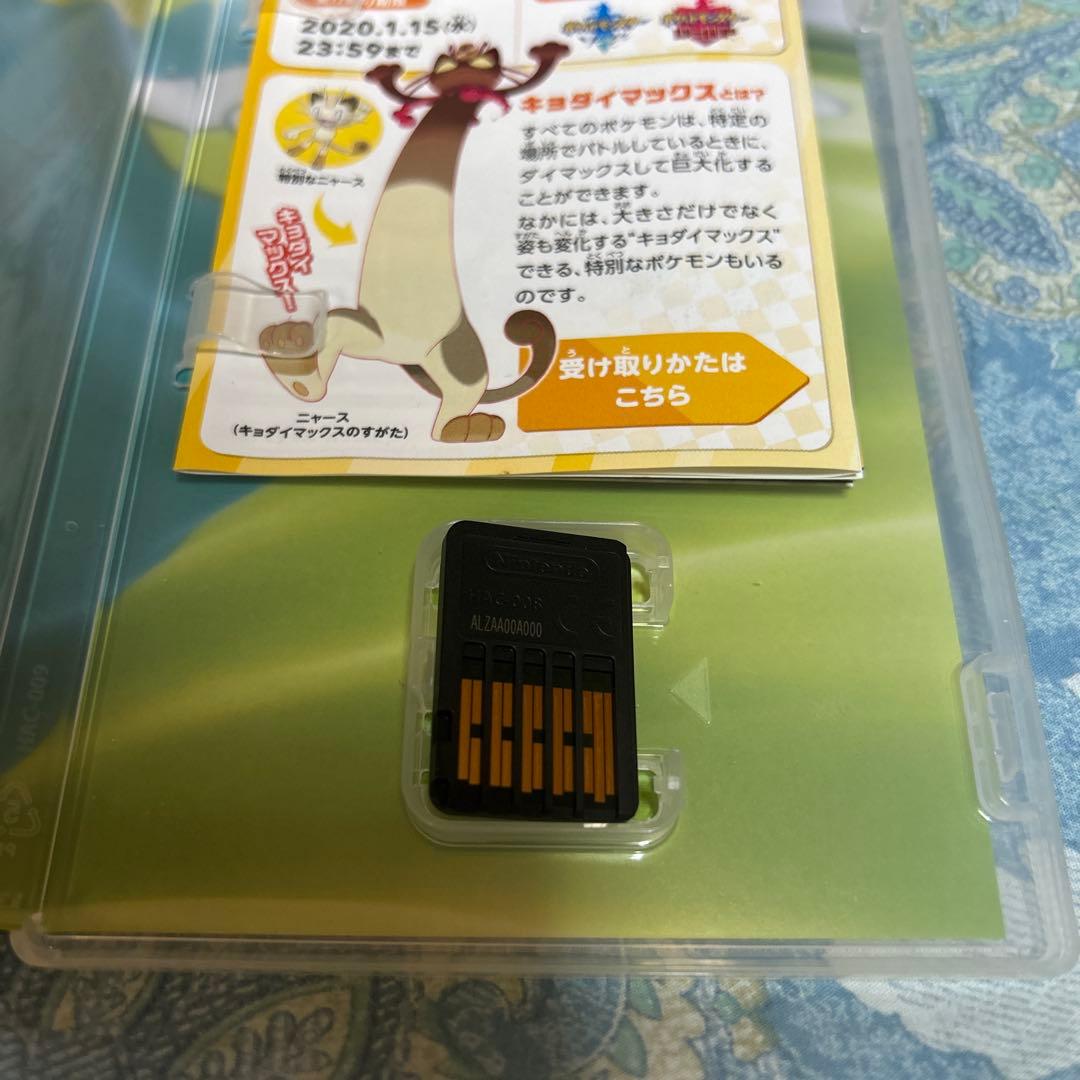 2020.1.15(水)
23:59まで
キョダイマックスとは?
すべてのポケモンは、特定の
場所でバトルしているときに、
ダイマックスして巨大化する
ことができます。
なかには、大きさだけでなく
姿も変化する"キョダイマックス"
できる、特別なポケモンもいる
のです。
特別なニャース
キョダイ
マックス!
受け取りかたは
こちら
ニャース
(キョダイマックスのすがた)
Nintendo
HAC-008
ALZAA00A000
HAC-009